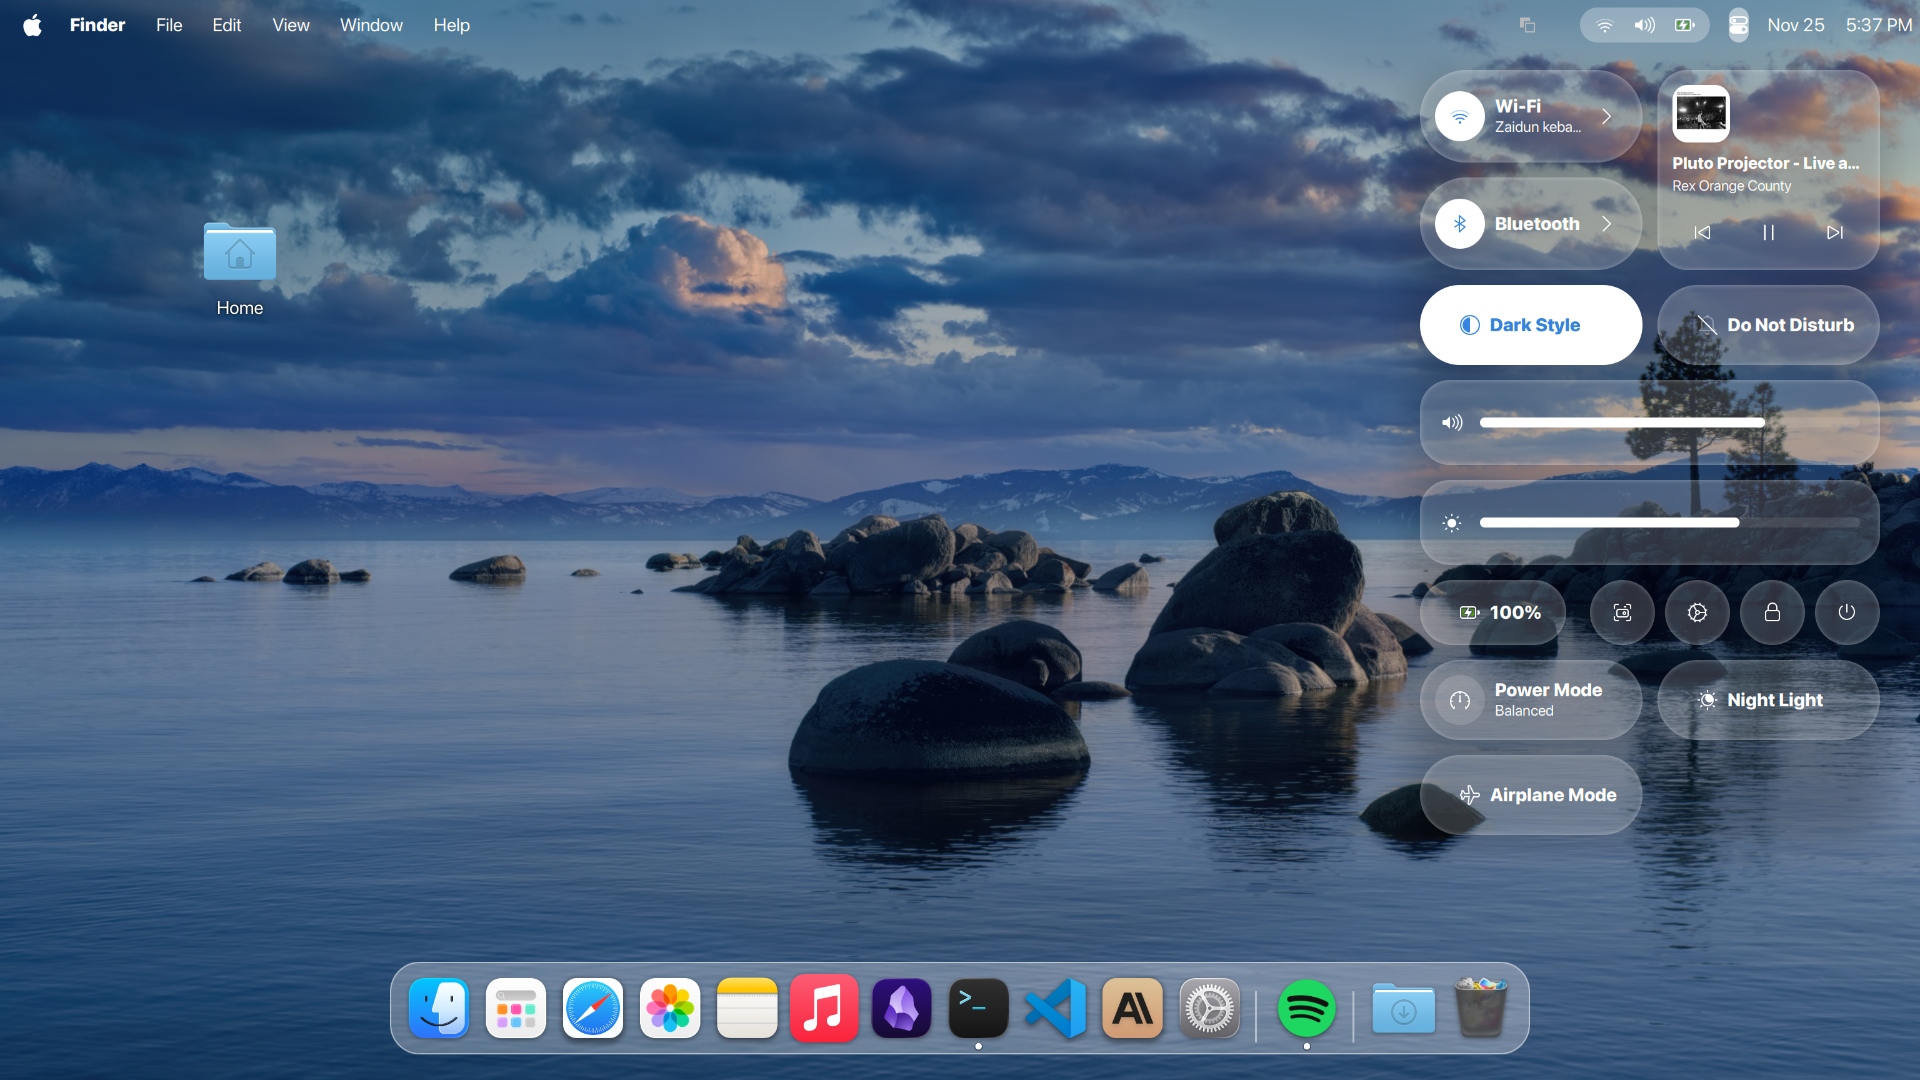 Finder File Edit View Window Help
Nov 25 5:37 PM
Wi-Fi
Zaidun keba...
Pluto Projector - Live a...
Rex Orange County
Bluetooth
Dark Style
Do Not Disturb
100%
Power Mode
Balanced
Night Light
Airplane Mode
Home